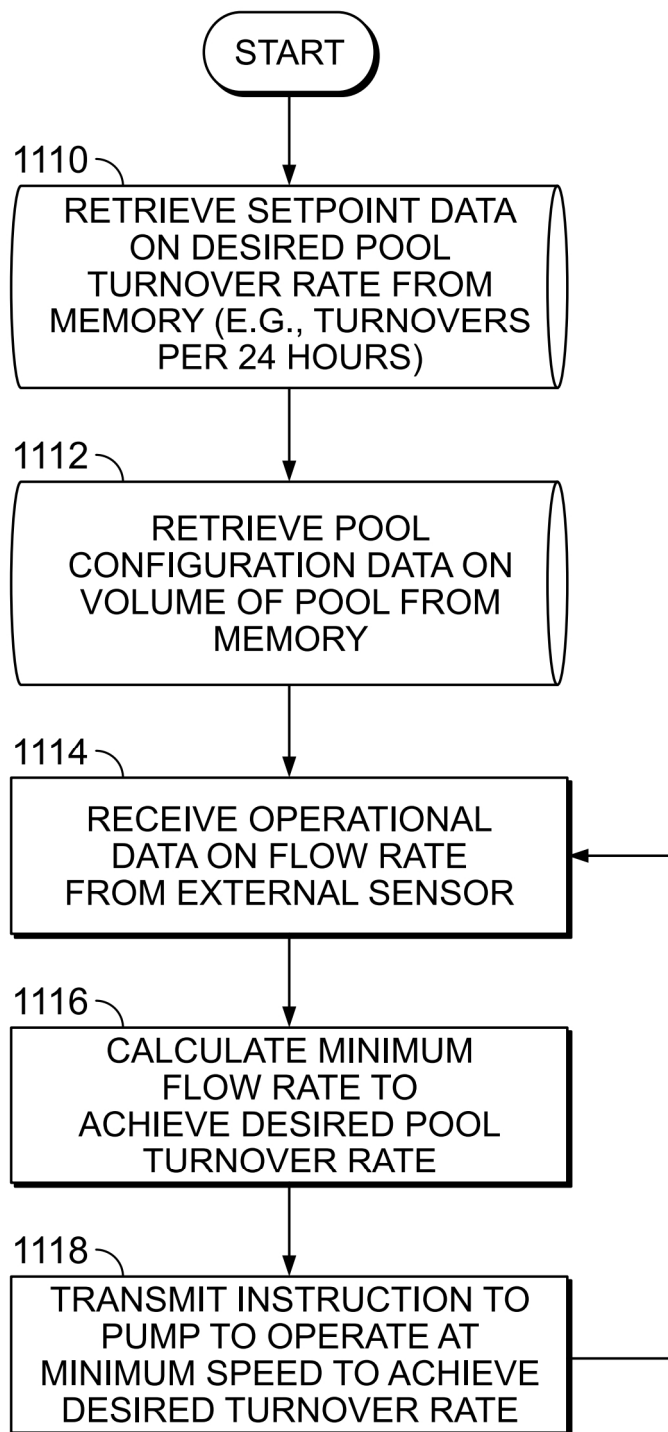 START
1110
RETRIEVE SETPOINT DATA
ON DESIRED POOL
TURNOVER RATE FROM
MEMORY (E.G., TURNOVERS
PER 24 HOURS)
1112
RETRIEVE POOL
CONFIGURATION DATA ON
VOLUME OF POOL FROM
MEMORY
1114
RECEIVE OPERATIONAL
DATA ON FLOW RATE
FROM EXTERNAL SENSOR
1116
CALCULATE MINIMUM
FLOW RATE TO
ACHIEVE DESIRED POOL
TURNOVER RATE
1118
TRANSMIT INSTRUCTION TO
PUMP TO OPERATE AT
MINIMUM SPEED TO ACHIEVE
DESIRED TURNOVER RATE